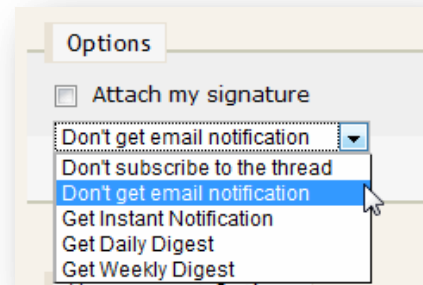 Options
Attach my signature
Don't get email notification
Don't subscribe to the thread
Don't get email notification
Get Instant Notification
Get Daily Digest
Get Weekly Digest